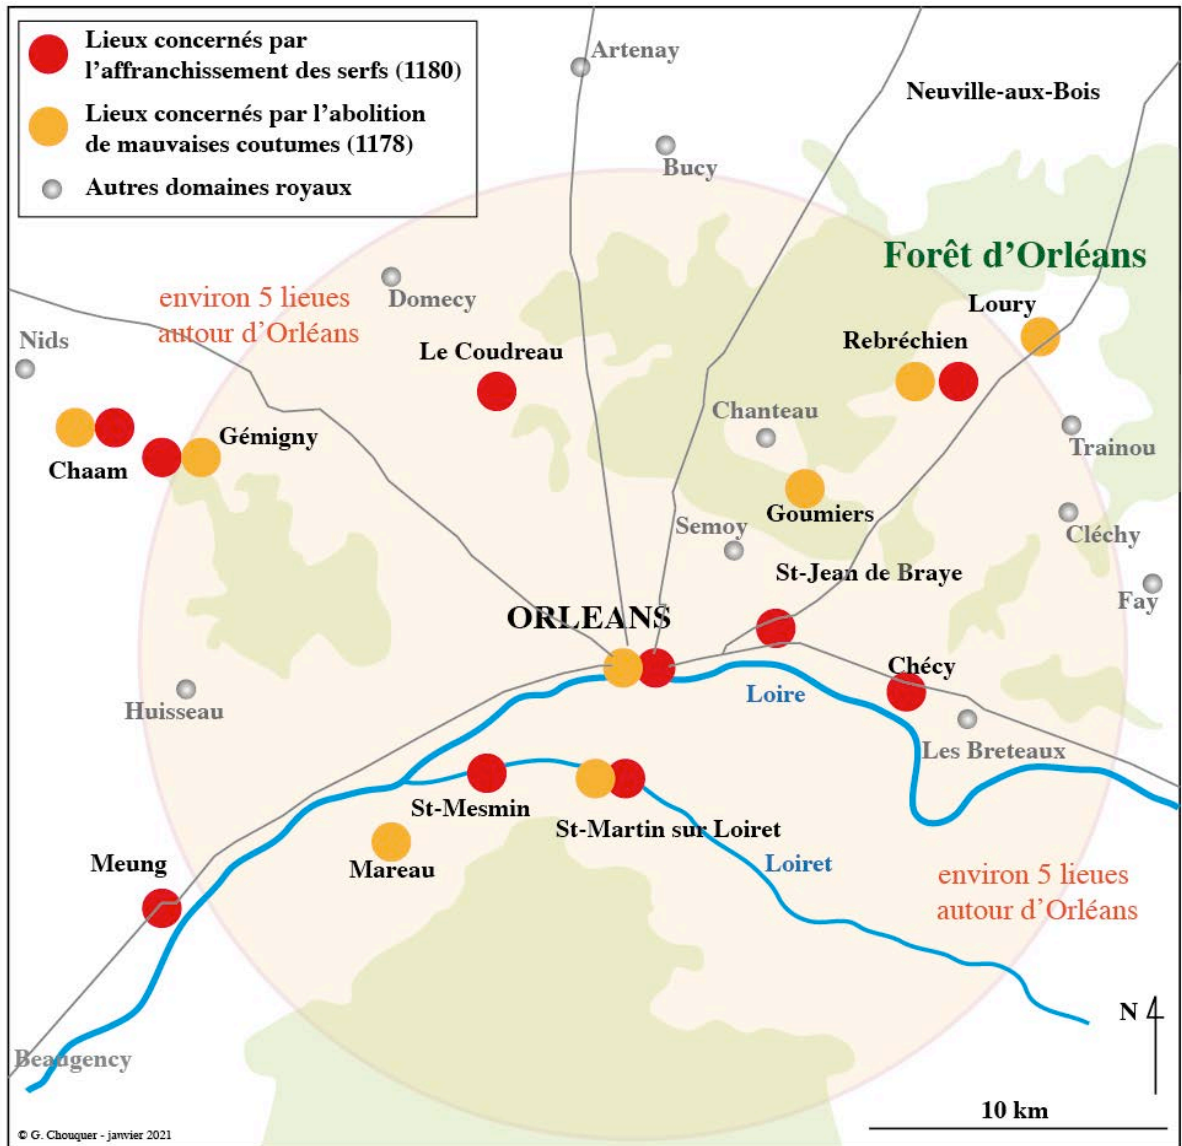 Lieux concernés par
l'affranchissement des serfs (1180)
Lieux concernés par l'abolition
de mauvaises coutumes (1178)
Autres domaines royaux
Artenay
Neuville-aux-Bois
Bucy
Forêt d'Orléans
environ 5 lieues
autour d'Orléans
Domecy
Loury
Nids
Le Coudreau
Rebréchien
Chanteau
Gémigny
Trainou
Chaam
Goumiers
Semoy
Cléchy
St-Jean de Braye
Fay
ORLEANS
Chécy
Loire
Huisseau
Les Breteaux
St-Mesmin
St-Martin sur Loiret
Meung
Mareau
Loiret
environ 5 lieues
autour d'Orléans
N
Beaugency
10 km
© G. Chouquer - janvier 2021